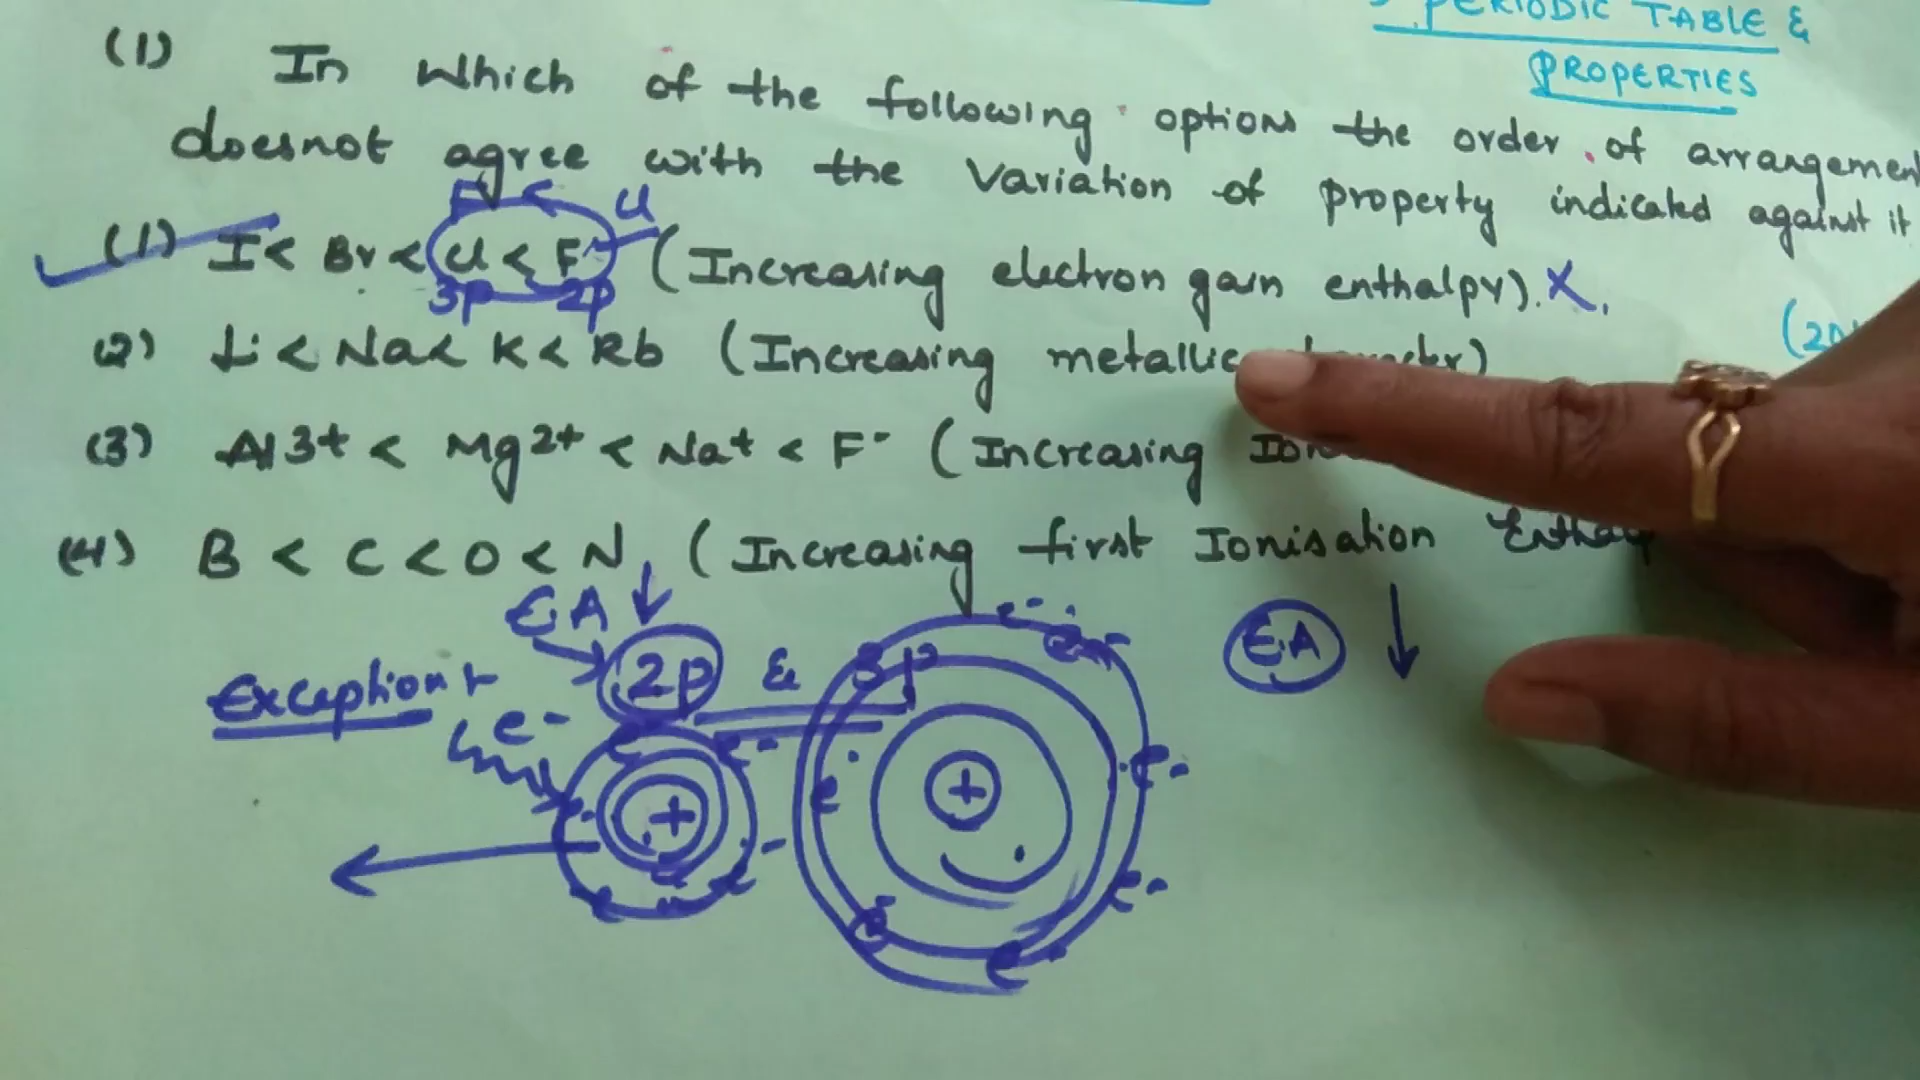 PERIODIC TABLE &
PROPERTIES
(1) In Which of the following options the order of arrangement
doesnot agree with the Variation of property indicated against it
F Cl
(1) I < Br < Cl < F (Increasing electron gain enthalpy). X.
3p 2p
(2) Li < Na < K < Rb (Increasing metallic
(3) Al3+ < Mg2+ < Na+ < F- (Increasing
(4) B < C < O < N (Increasing first Ionisation
E.A
Exception
2p & 3p
E.A
e-
e- e-
e- e-
+ +
e e-
e-
e e